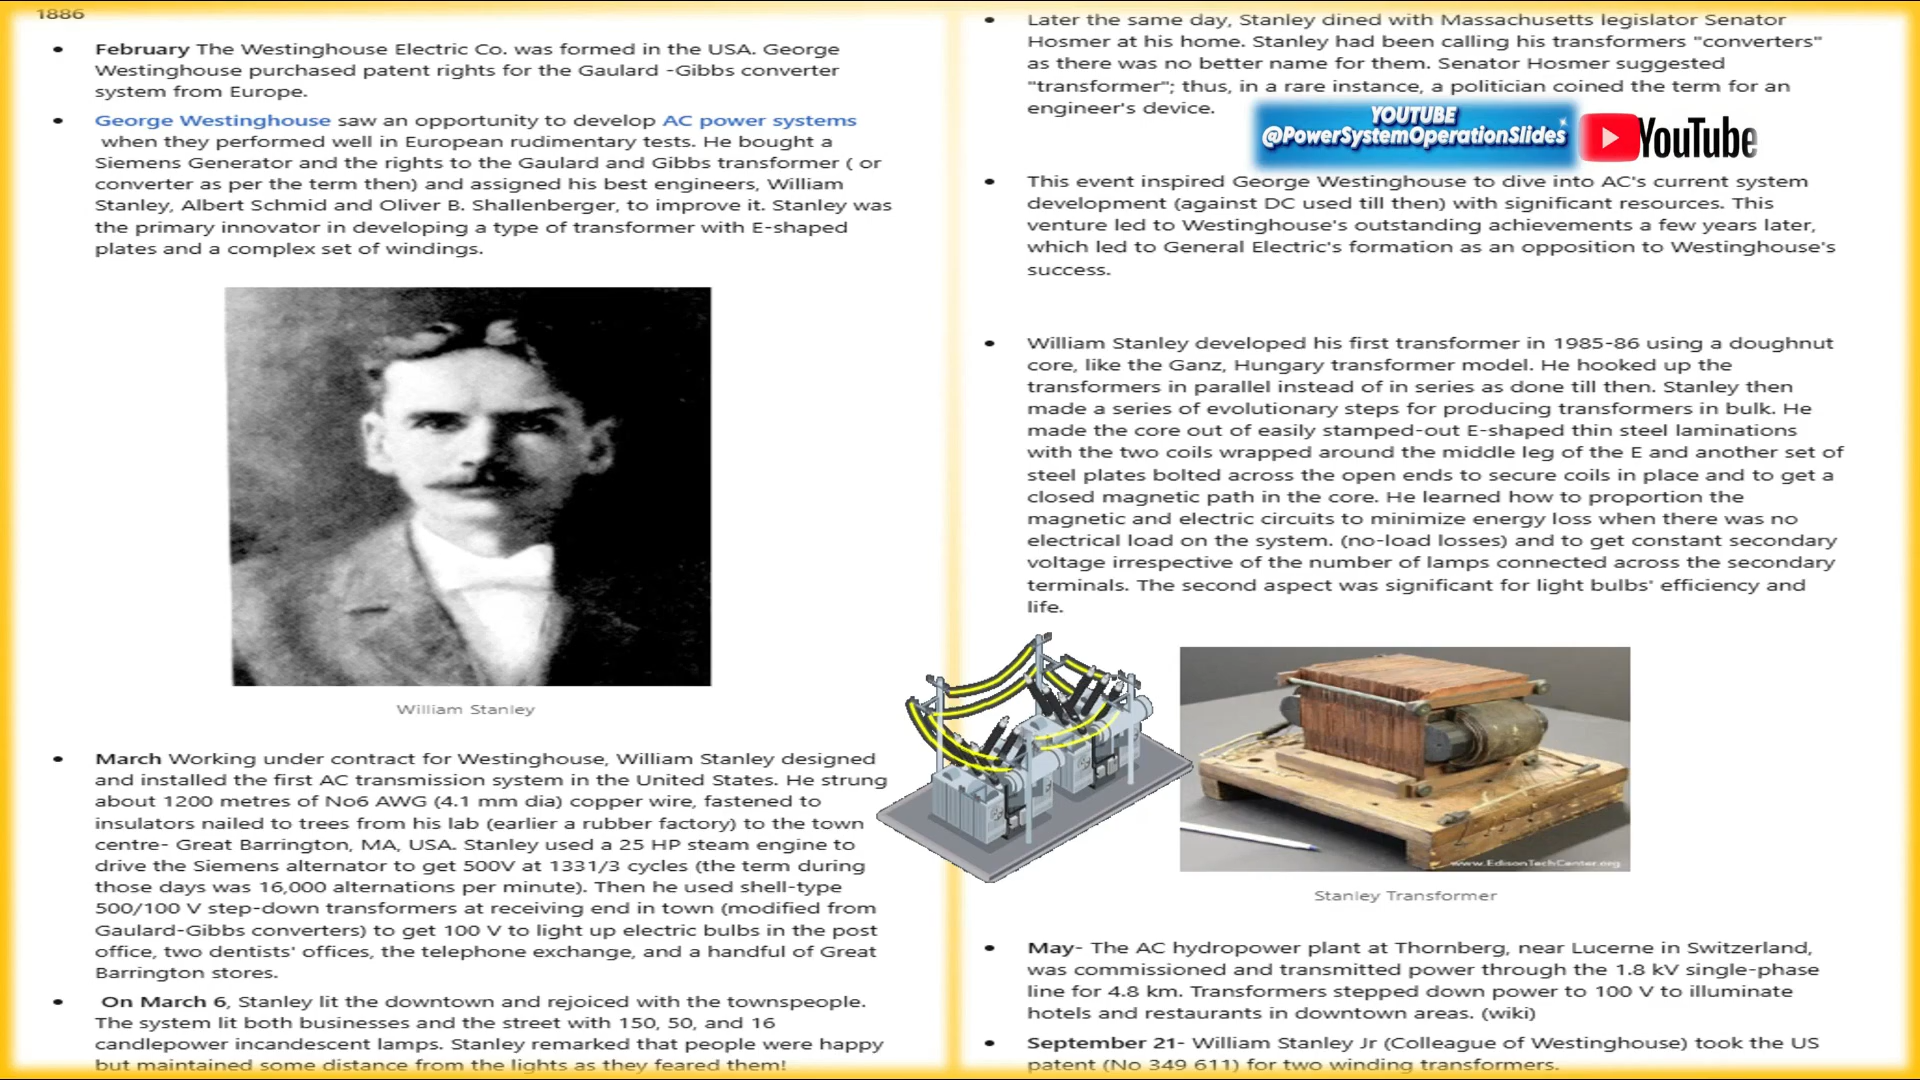 1886
• February The Westinghouse Electric Co. was formed in the USA. George
Westinghouse purchased patent rights for the Gaulard -Gibbs converter
system from Europe.
• George Westinghouse saw an opportunity to develop AC power systems
when they performed well in European rudimentary tests. He bought a
Siemens Generator and the rights to the Gaulard and Gibbs transformer ( or
converter as per the term then) and assigned his best engineers, William
Stanley, Albert Schmid and Oliver B. Shallenberger, to improve it. Stanley was
the primary innovator in developing a type of transformer with E-shaped
plates and a complex set of windings.
William Stanley
• March Working under contract for Westinghouse, William Stanley designed
and installed the first AC transmission system in the United States. He strung
about 1200 metres of No6 AWG (4.1 mm dia) copper wire, fastened to
insulators nailed to trees from his lab (earlier a rubber factory) to the town
centre- Great Barrington, MA, USA. Stanley used a 25 HP steam engine to
drive the Siemens alternator to get 500V at 1331/3 cycles (the term during
those days was 16,000 alternations per minute). Then he used shell-type
500/100 V step-down transformers at receiving end in town (modified from
Gaulard-Gibbs converters) to get 100 V to light up electric bulbs in the post
office, two dentists' offices, the telephone exchange, and a handful of Great
Barrington stores.
• On March 6, Stanley lit the downtown and rejoiced with the townspeople.
The system lit both businesses and the street with 150, 50, and 16
candlepower incandescent lamps. Stanley remarked that people were happy
but maintained some distance from the lights as they feared them!
• Later the same day, Stanley dined with Massachusetts legislator Senator
Hosmer at his home. Stanley had been calling his transformers "converters"
as there was no better name for them. Senator Hosmer suggested
"transformer"; thus, in a rare instance, a politician coined the term for an
engineer's device.
YOUTUBE
@PowerSystemOperationSlides
YouTube
• This event inspired George Westinghouse to dive into AC's current system
development (against DC used till then) with significant resources. This
venture led to Westinghouse's outstanding achievements a few years later,
which led to General Electric's formation as an opposition to Westinghouse's
success.
• William Stanley developed his first transformer in 1985-86 using a doughnut
core, like the Ganz, Hungary transformer model. He hooked up the
transformers in parallel instead of in series as done till then. Stanley then
made a series of evolutionary steps for producing transformers in bulk. He
made the core out of easily stamped-out E-shaped thin steel laminations
with the two coils wrapped around the middle leg of the E and another set of
steel plates bolted across the open ends to secure coils in place and to get a
closed magnetic path in the core. He learned how to proportion the
magnetic and electric circuits to minimize energy loss when there was no
electrical load on the system. (no-load losses) and to get constant secondary
voltage irrespective of the number of lamps connected across the secondary
terminals. The second aspect was significant for light bulbs' efficiency and
life.
www.EdisonTechCenter.org
Stanley Transformer
• May- The AC hydropower plant at Thornberg, near Lucerne in Switzerland,
was commissioned and transmitted power through the 1.8 kV single-phase
line for 4.8 km. Transformers stepped down power to 100 V to illuminate
hotels and restaurants in downtown areas. (wiki)
• September 21- William Stanley Jr (Colleague of Westinghouse) took the US
patent (No 349 611) for two winding transformers.